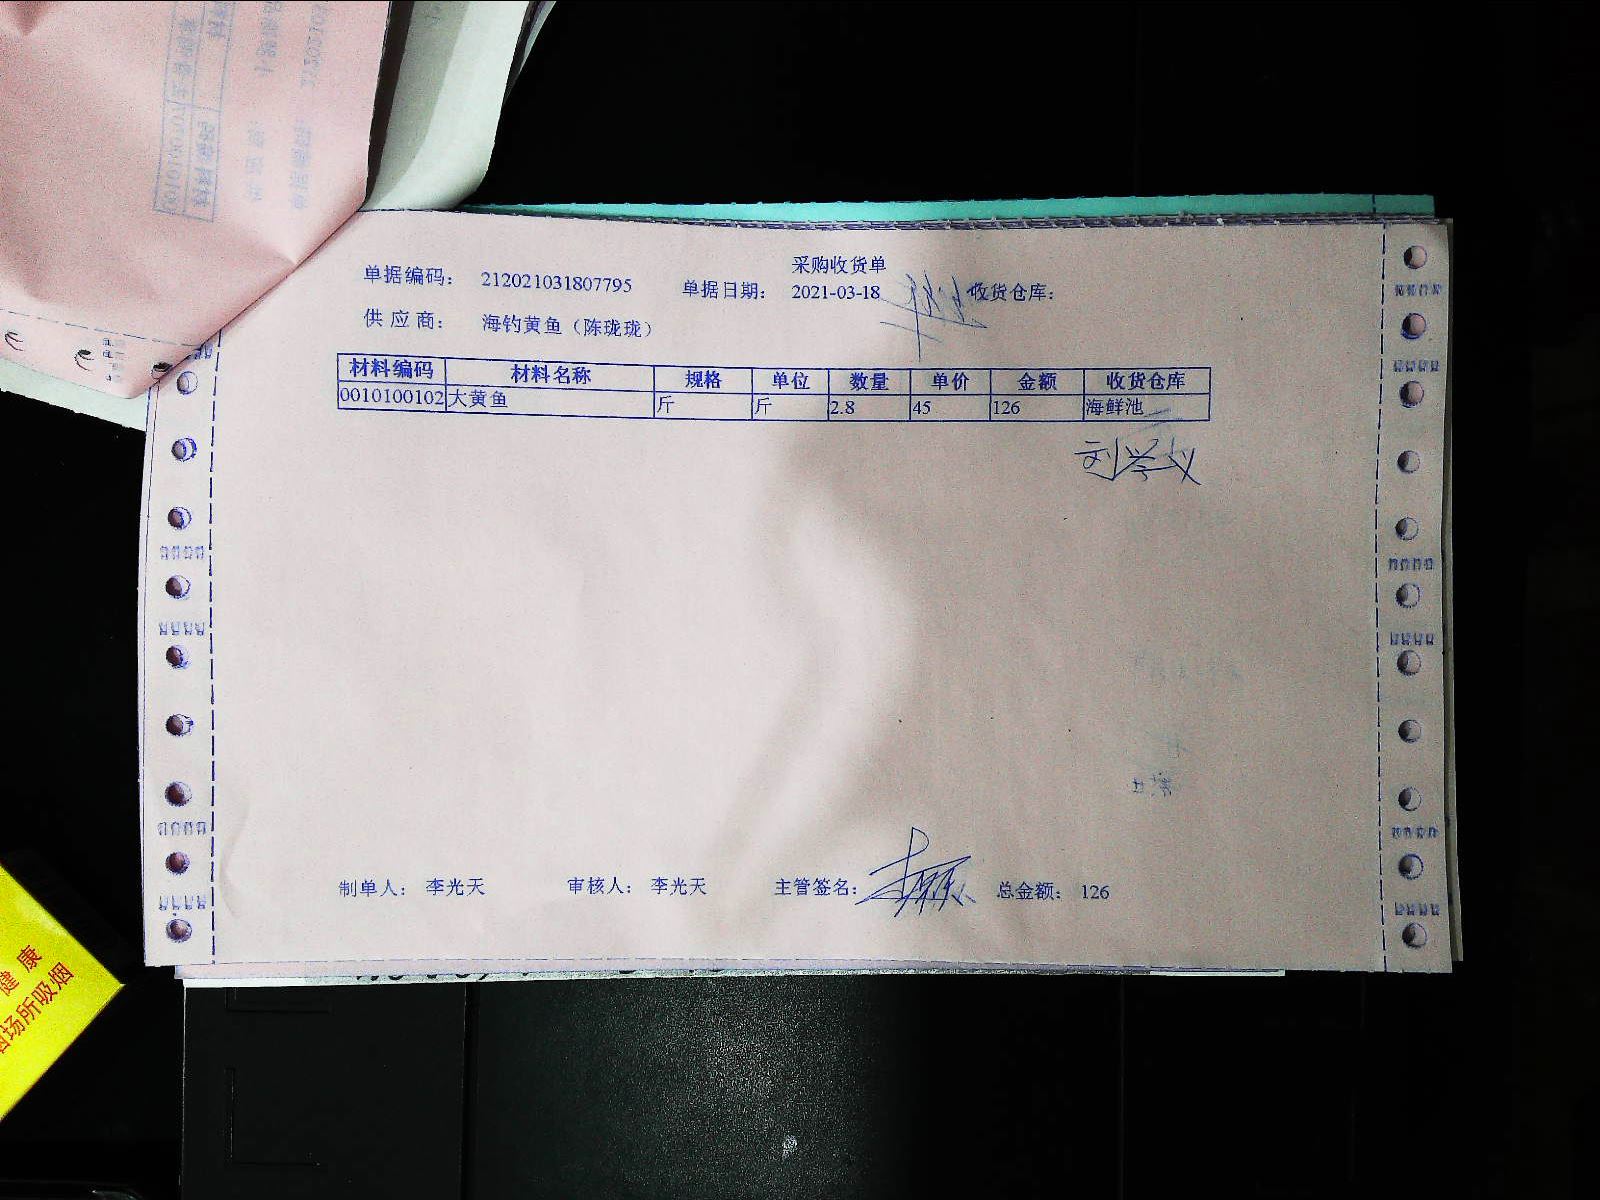 采购收货单
单据编码： 212021031807795 单据日期： 2021-03-18 收货仓库：
供应商： 海钓黄鱼（陈珑珑）
材料编码 材料名称 规格 单位 数量 单价 金额 收货仓库
0010100102 大黄鱼 斤 斤 2.8 45 126 海鲜池
刘学义
制单人： 李光天 审核人： 李光天 主管签名： 总金额： 126
健康
场所吸烟